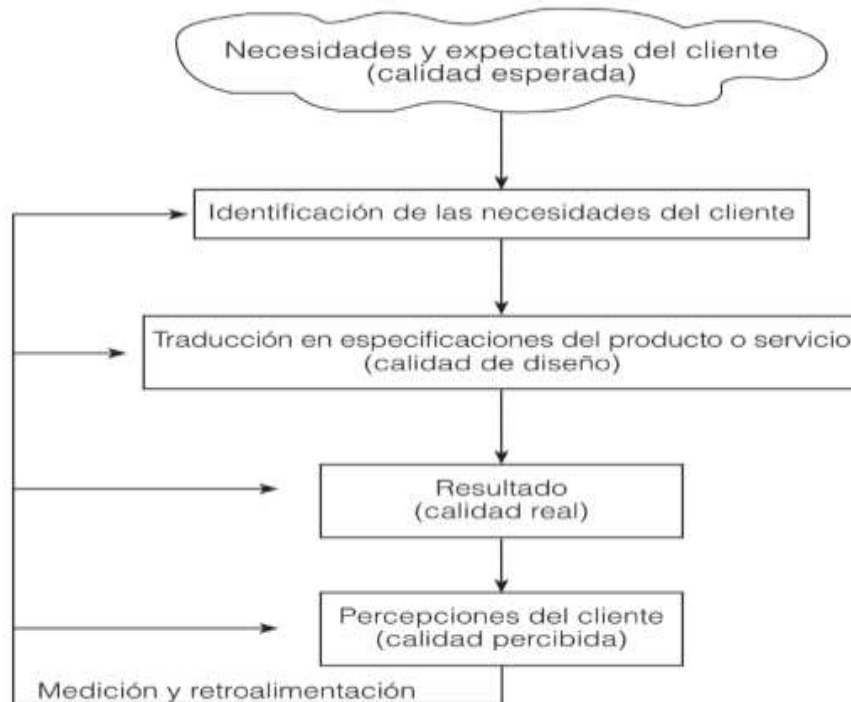 Necesidades y expectativas del cliente
(calidad esperada)
Identificación de las necesidades del cliente
Traducción en especificaciones del producto o servicio
(calidad de diseño)
Resultado
(calidad real)
Percepciones del cliente
(calidad percibida)
Medición y retroalimentación